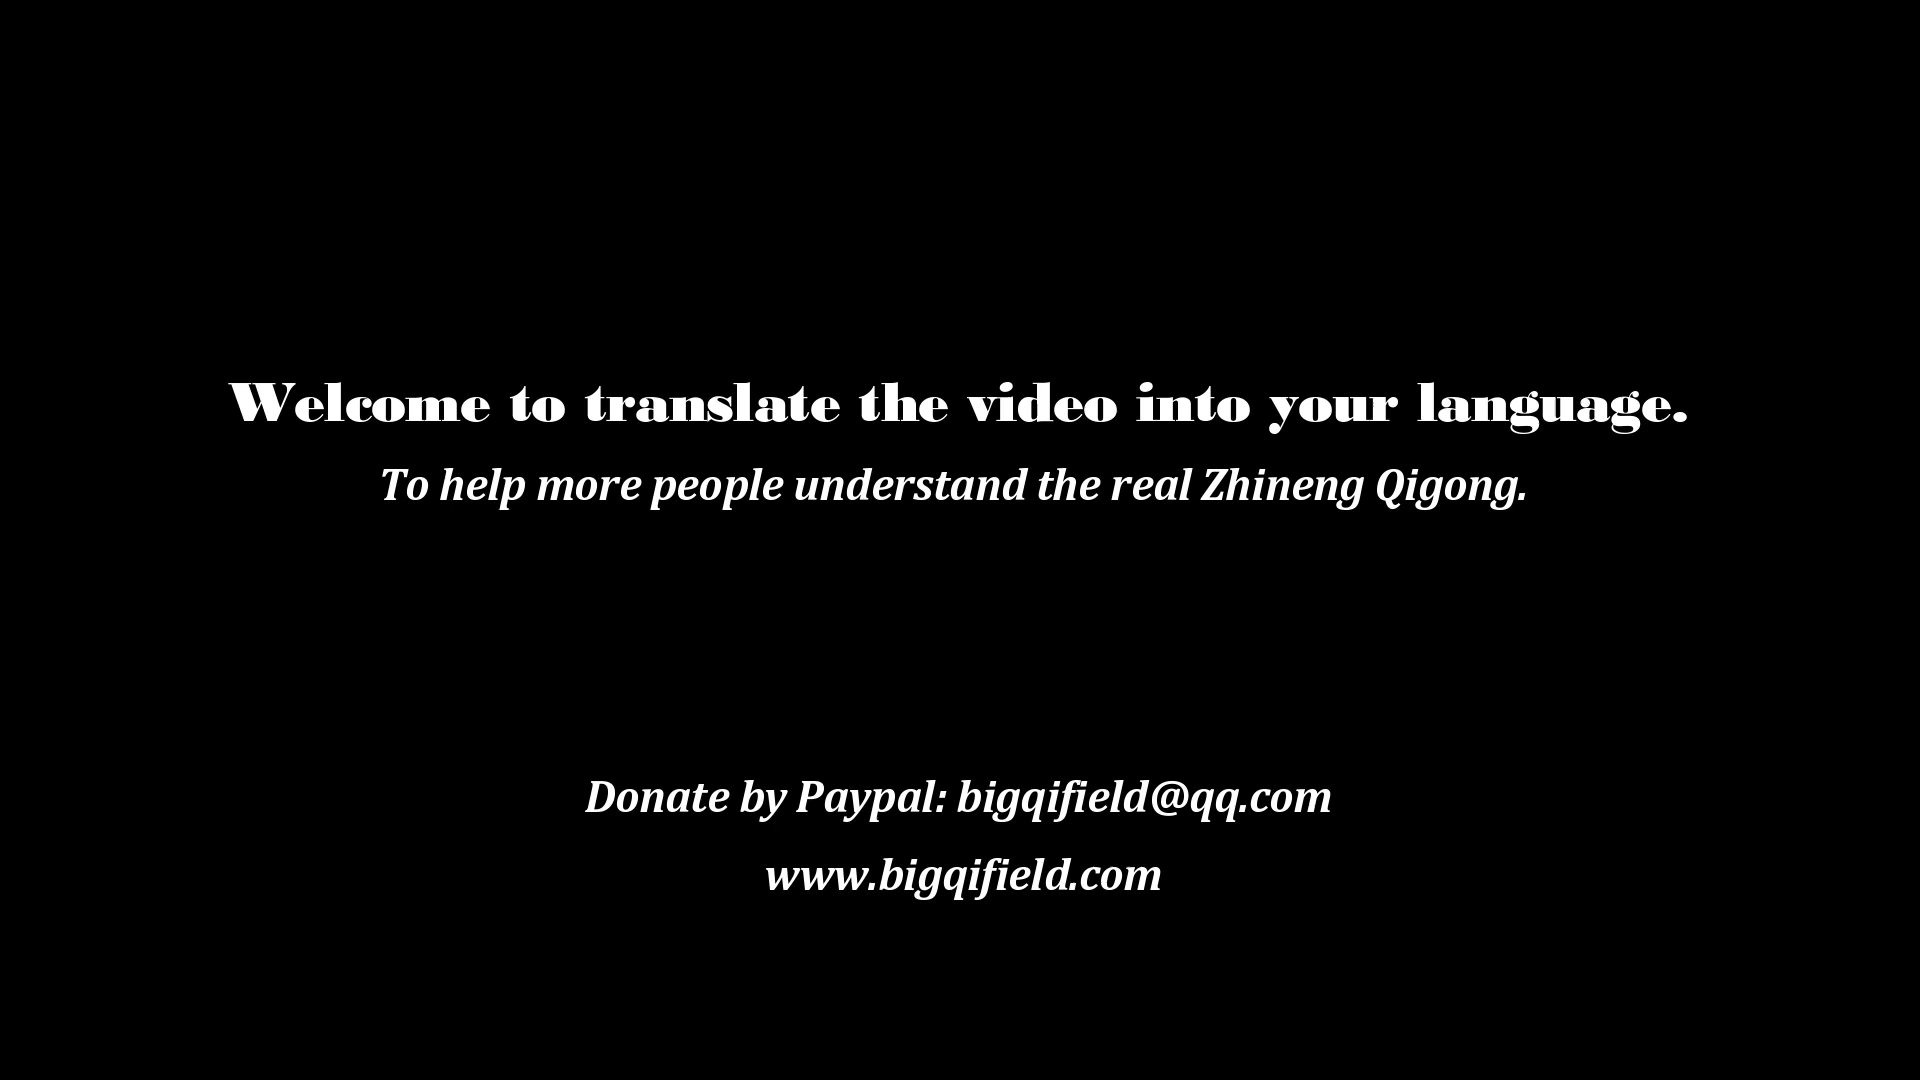 Welcome to translate the video into your language.
To help more people understand the real Zhineng Qigong.
Donate by Paypal: bigqifield@qq.com
www.bigqifield.com